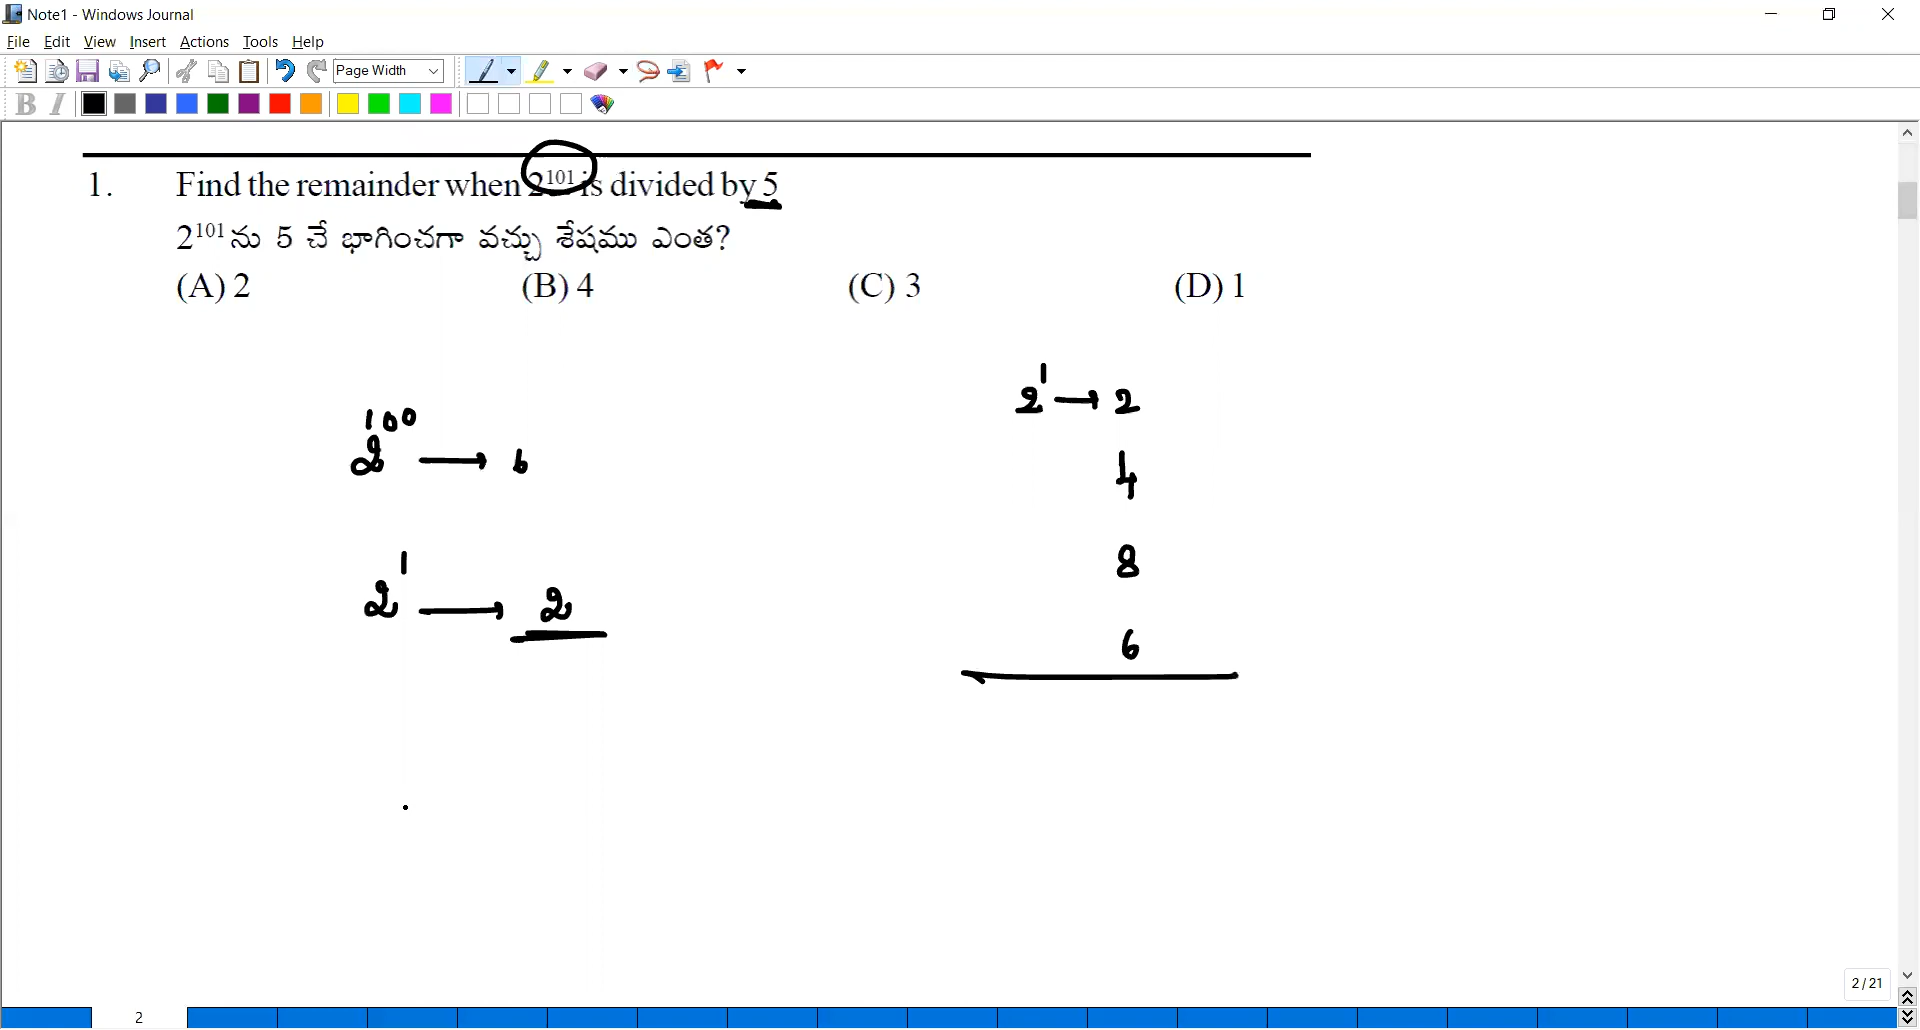 Note1 - Windows Journal
File Edit View Insert Actions Tools Help
Page Width
B I
1. Find the remainder when 2¹⁰¹ is divided by 5
2¹⁰¹ ను 5 చే భాగించగా వచ్చు శేషము ఎంత?
(A) 2 (B) 4 (C) 3 (D) 1
2¹ → 2
2¹⁰⁰ → 6
4
8
2¹ → 2
6
2 / 21
2